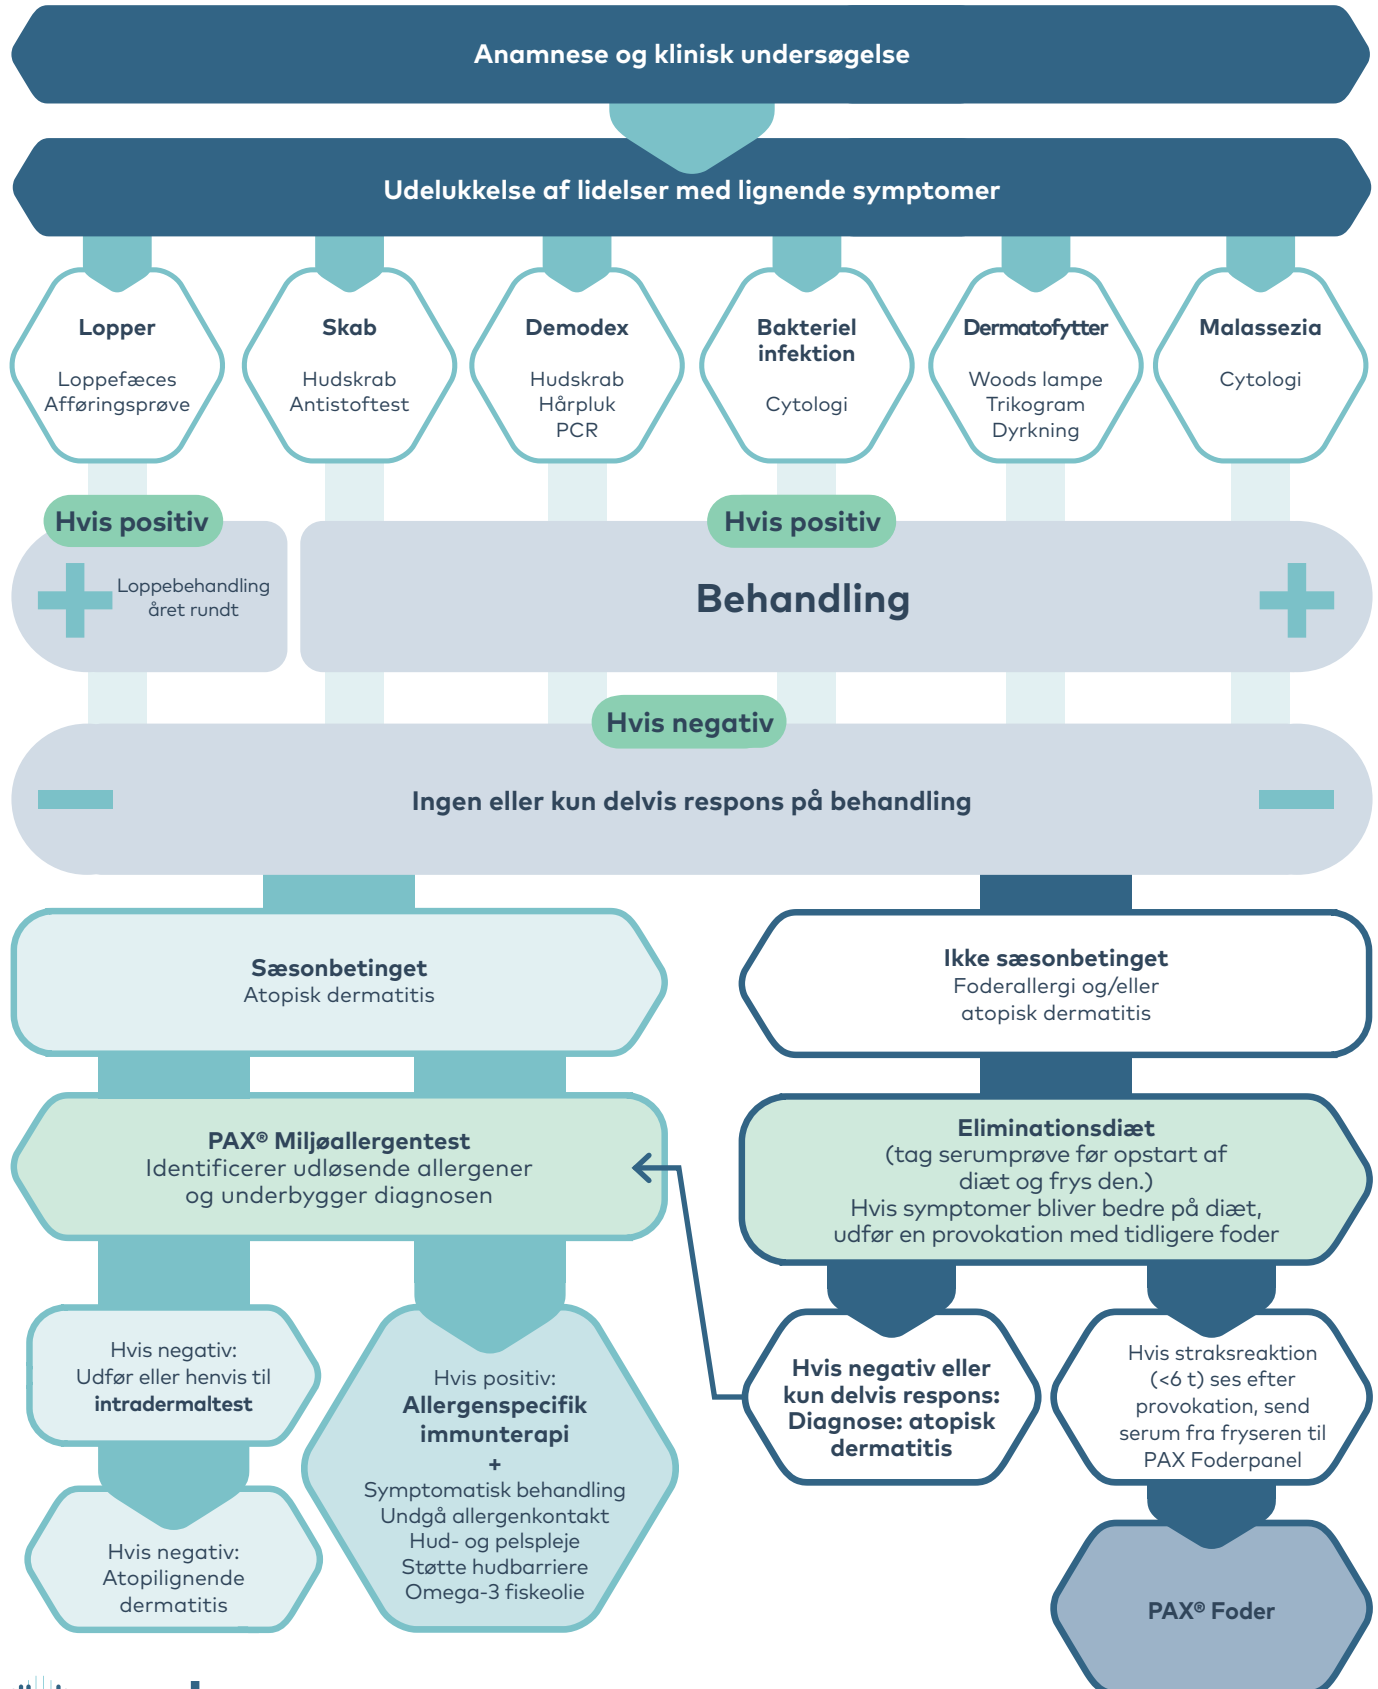 Anamnese og klinisk undersøgelse
Udelukkelse af lidelser med lignende symptomer
Lopper
Loppefæces
Afføringsprøve
Skab
Hudskrab
Antistoftest
Demodex
Hudskrab
Hårpluk
PCR
Bakteriel
infektion
Cytologi
Dermatofytter
Woods lampe
Trikogram
Dyrkning
Malassezia
Cytologi
Hvis positiv
Loppebehandling
året rundt
Hvis positiv
Behandling
Hvis negativ
Ingen eller kun delvis respons på behandling
Sæsonbetinget
Atopisk dermatitis
Ikke sæsonbetinget
Foderallergi og/eller
atopisk dermatitis
PAX® Miljøallergentest
Identificerer udløsende allergener
og underbygger diagnosen
Eliminationsdiæt
(tag serumprøve før opstart af
diæt og frys den.)
Hvis symptomer bliver bedre på diæt,
udfør en provokation med tidligere foder
Hvis negativ:
Udfør eller henvis til
intradermaltest
Hvis positiv:
Allergenspecifik
immunterapi
+
Symptomatisk behandling
Undgå allergenkontakt
Hud- og pelspleje
Støtte hudbarriere
Omega-3 fiskeolie
Hvis negativ eller
kun delvis respons:
Diagnose: atopisk
dermatitis
Hvis straksreaktion
(<6 t) ses efter
provokation, send
serum fra fryseren til
PAX Foderpanel
Hvis negativ:
Atopilignende
dermatitis
PAX® Foder